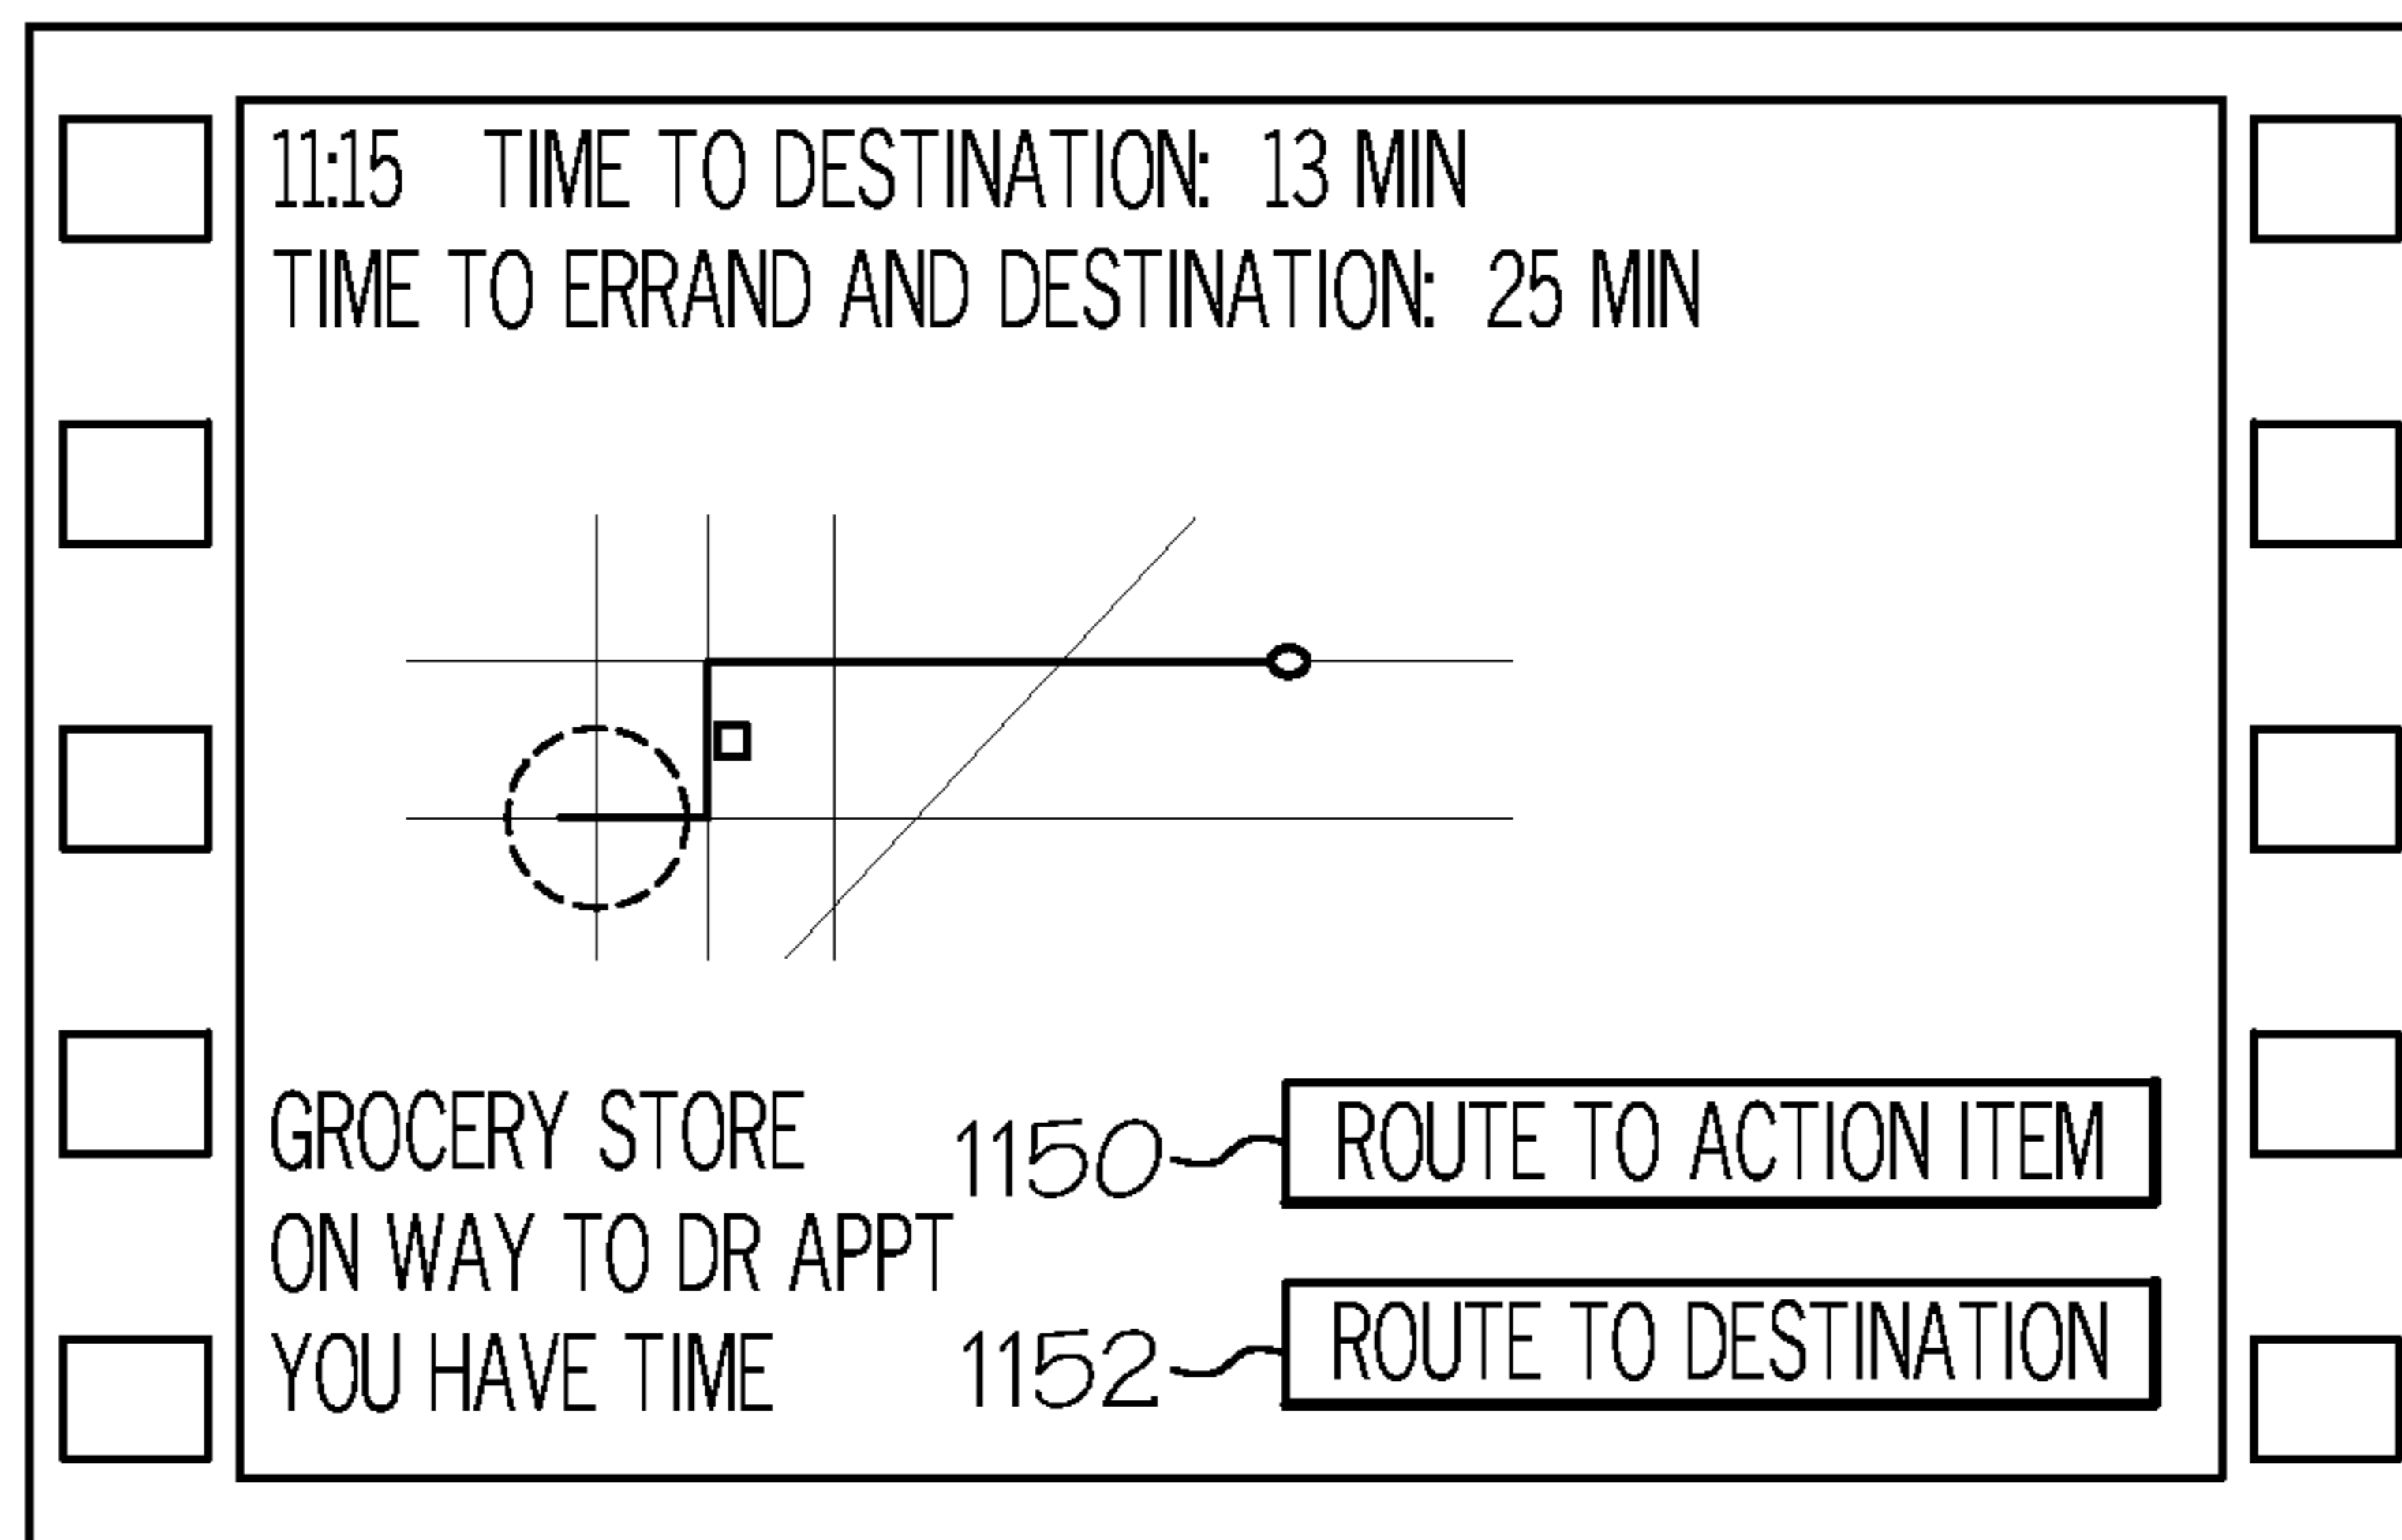 11:15 TIME TO DESTINATION: 13 MIN
TIME TO ERRAND AND DESTINATION: 25 MIN
GROCERY STORE
ON WAY TO DR APPT
YOU HAVE TIME
1150 ROUTE TO ACTION ITEM
1152 ROUTE TO DESTINATION